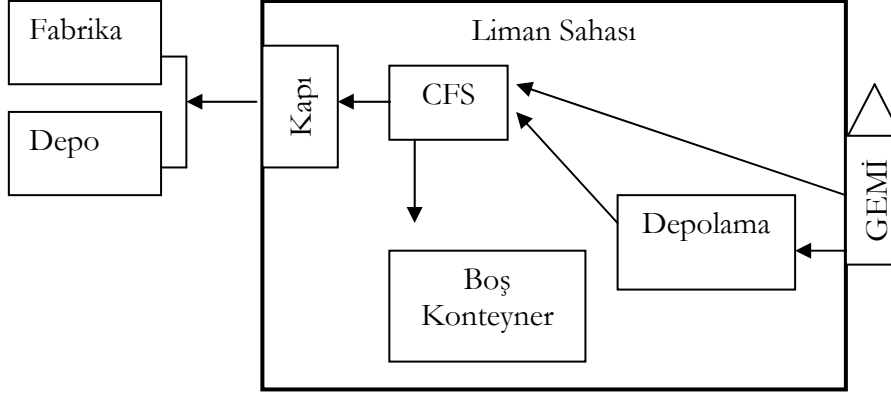 Fabrika
Depo
Liman Sahası
Kapı
CFS
Depolama
GEMİ
Boş
Konteyner